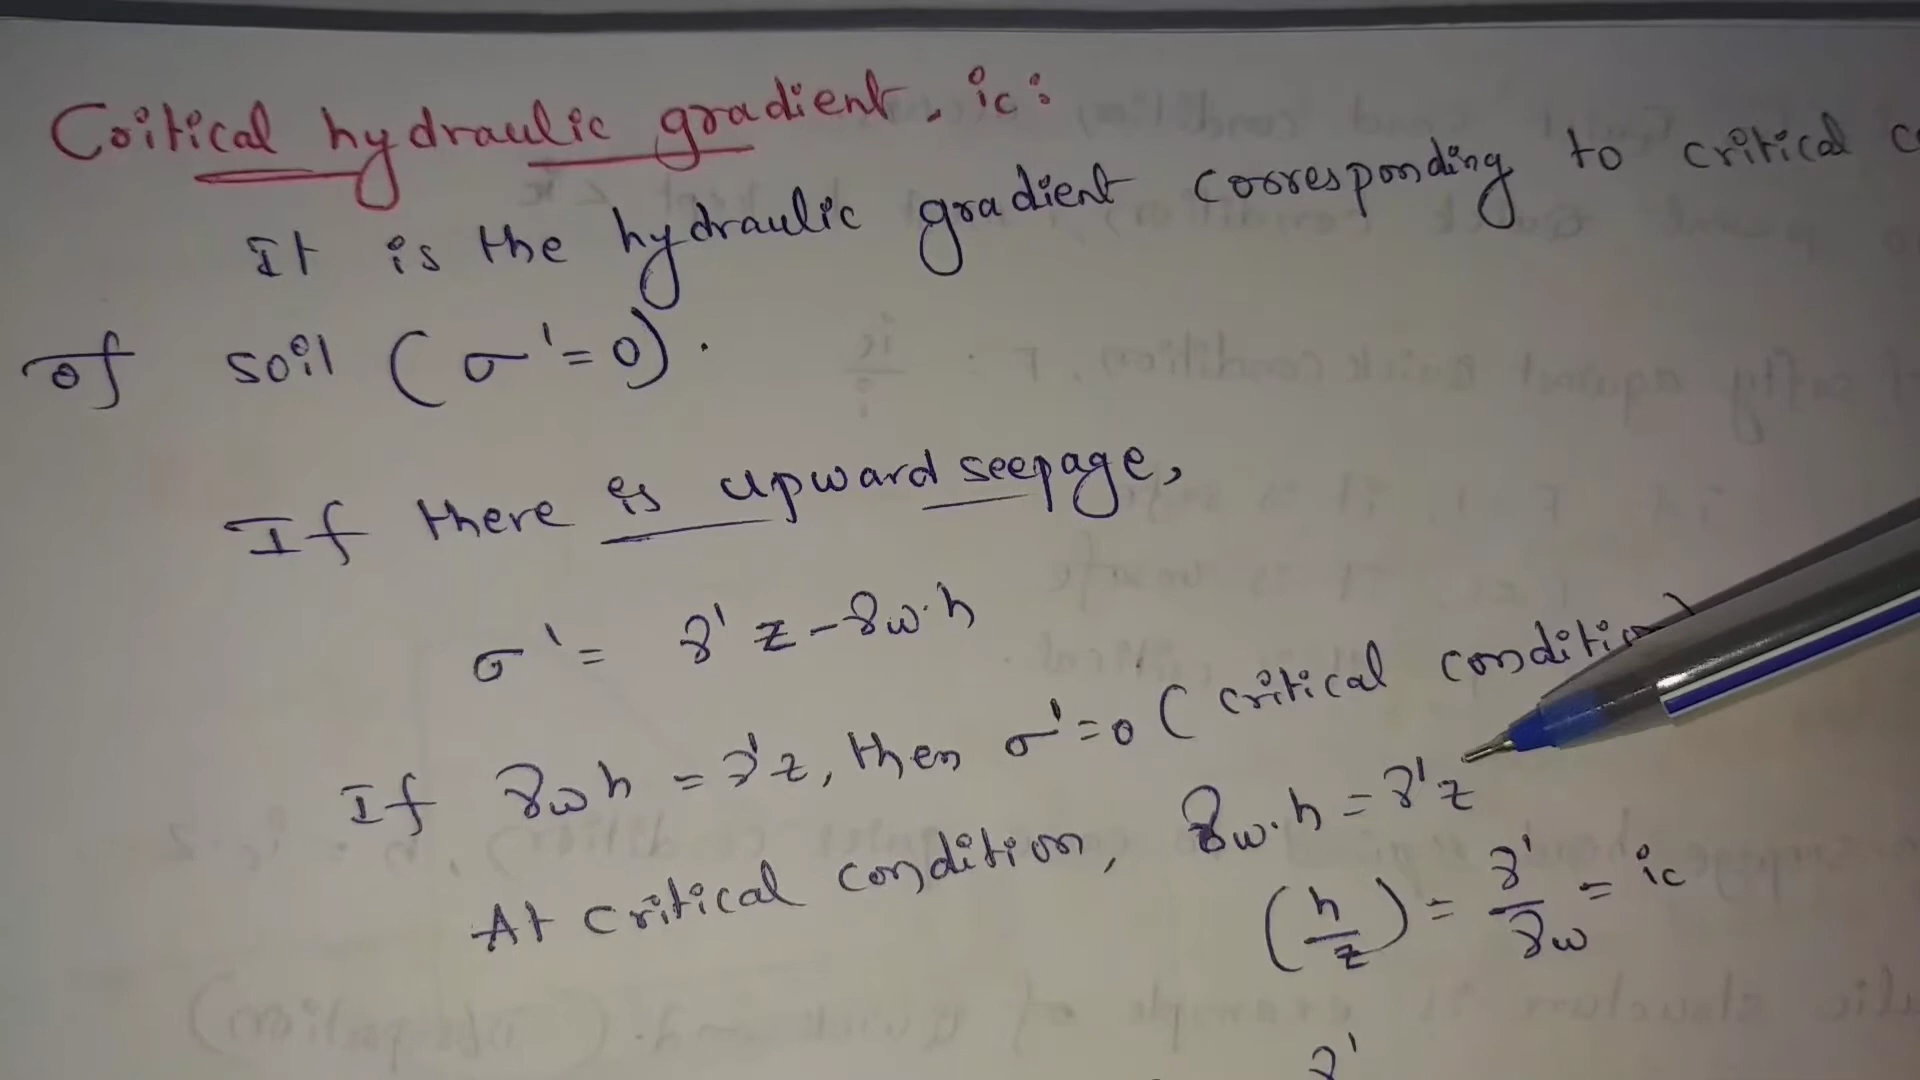 Critical hydraulic gradient, ic:
It is the hydraulic gradient corresponding to critical
of soil (σ'=0).
If there is upward seepage,
σ' = γ' z - γw.h
If γw h = γ'z, then σ'=0 (critical condition)
At critical condition, γw.h = γ'z
(h/z) = γ'/γw = ic
γ'